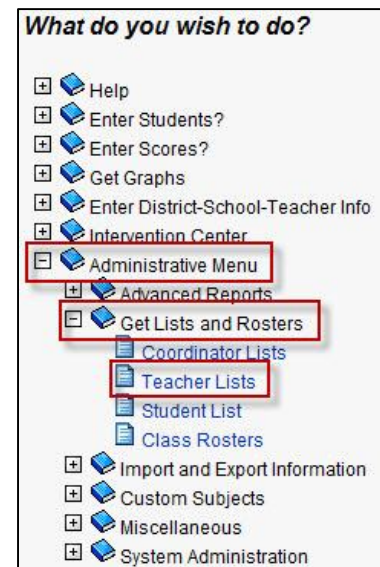 What do you wish to do?
Help
Enter Students?
Enter Scores?
Get Graphs
Enter District-School-Teacher Info
Intervention Center
Administrative Menu
Advanced Reports
Get Lists and Rosters
Coordinator Lists
Teacher Lists
Student List
Class Rosters
Import and Export Information
Custom Subjects
Miscellaneous
System Administration